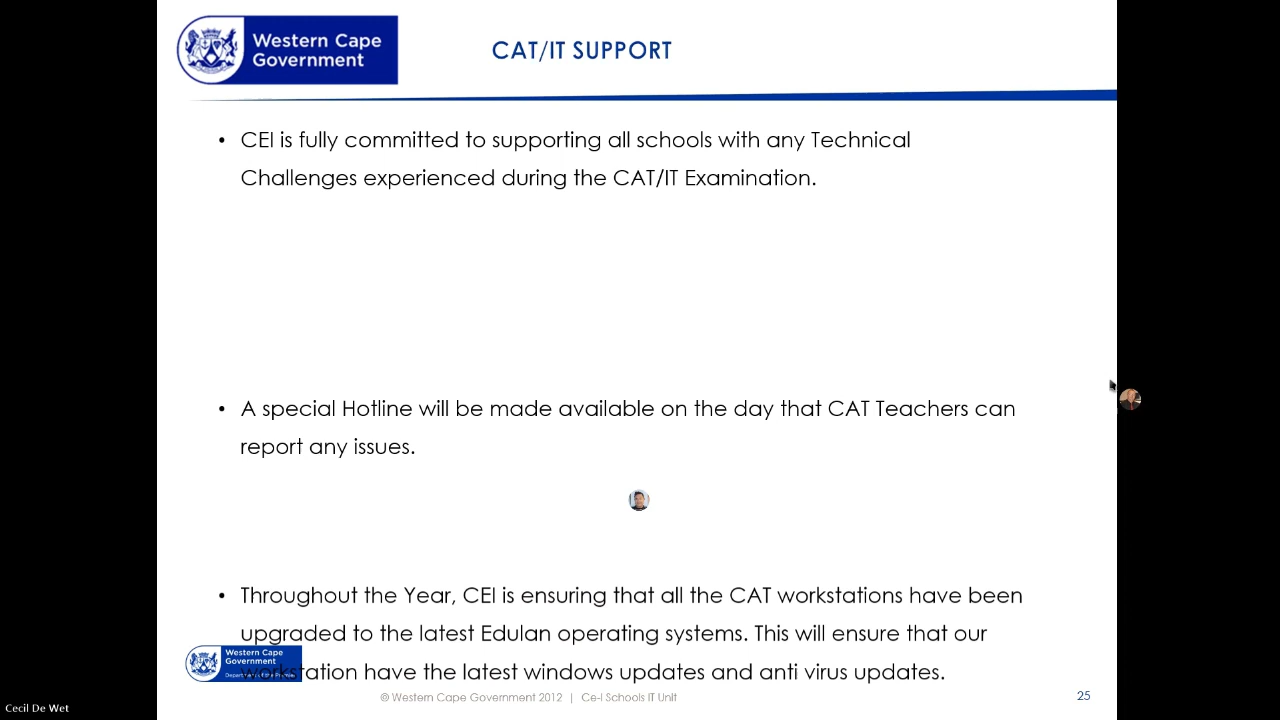 Western Cape
Government
CAT/IT SUPPORT
• CEI is fully committed to supporting all schools with any Technical
Challenges experienced during the CAT/IT Examination.
• A special Hotline will be made available on the day that CAT Teachers can
report any issues.
• Throughout the Year, CEI is ensuring that all the CAT workstations have been
upgraded to the latest Edulan operating systems. This will ensure that our
workstation have the latest windows updates and anti virus updates.
Western Cape
Government
Department of the Premier
© Western Cape Government 2012 | Ce-I Schools IT Unit
25
Cecil De Wet